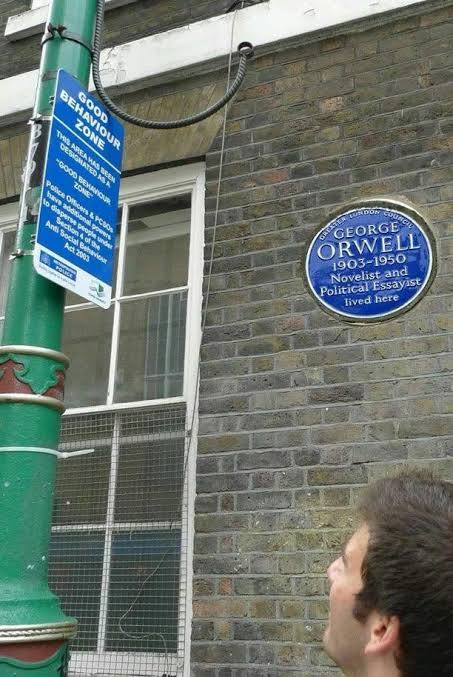 GOOD
BEHAVIOUR
ZONE
THIS AREA HAS BEEN
DESIGNATED AS A
"GOOD BEHAVIOUR
ZONE"
Police Officers & PCSOs
have additional powers
to disperse people under
Section 4 of the
Anti Social Behaviour
Act 2003
POLICE
GREATER LONDON COUNCIL
GEORGE
ORWELL
1903-1950
Novelist and
Political Essayist
lived here